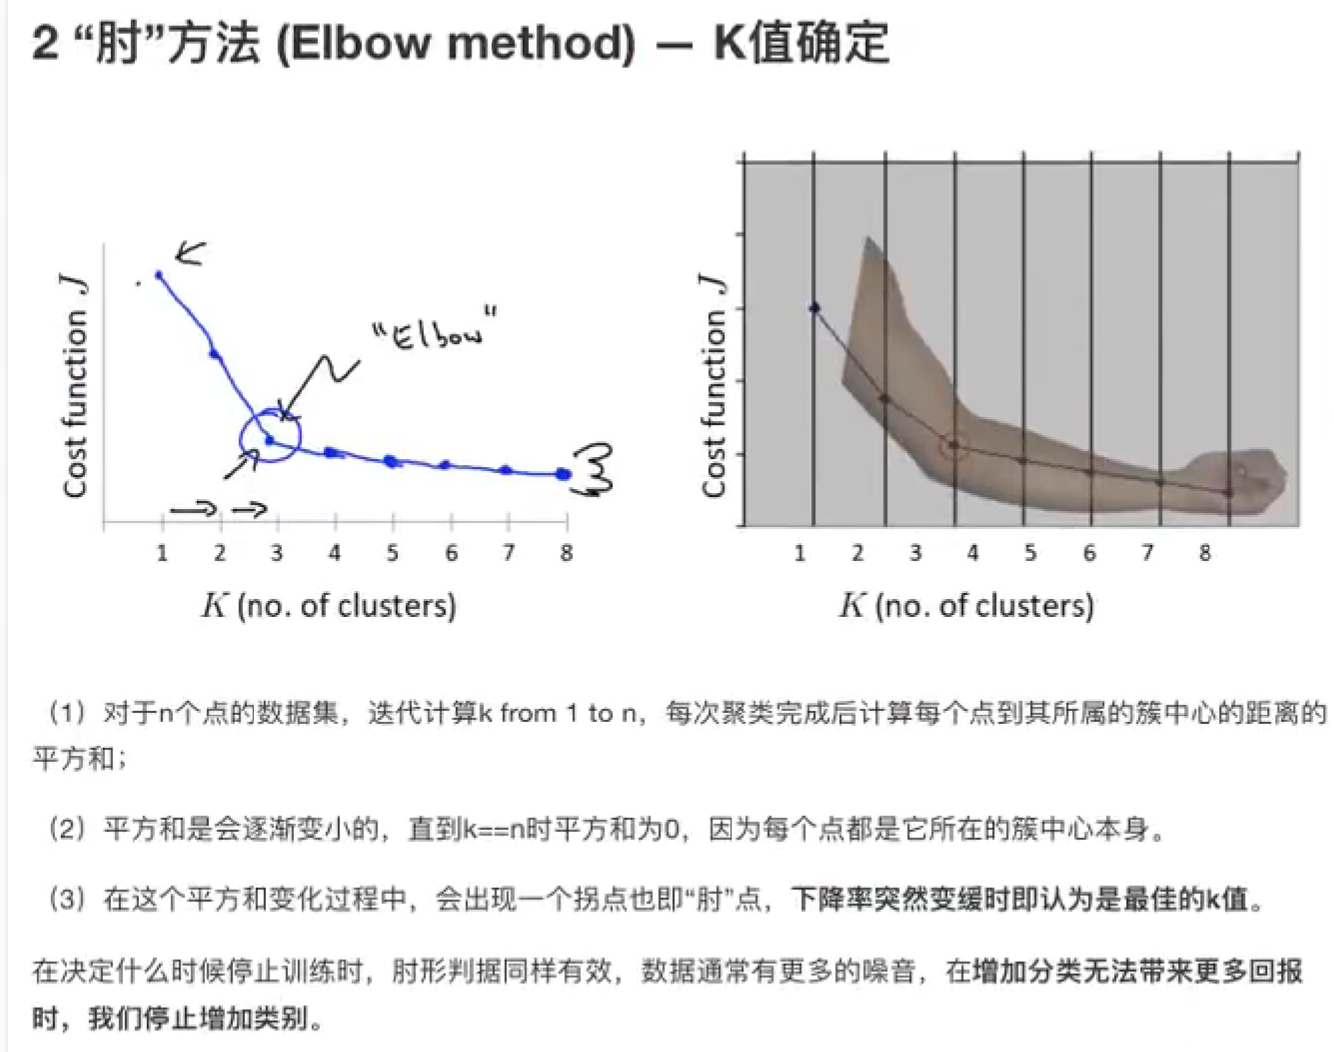 2 “肘”方法 (Elbow method) — K值确定
Cost function J
"Elbow"
1 2 3 4 5 6 7 8
K (no. of clusters)
Cost function J
1 2 3 4 5 6 7 8
K (no. of clusters)
（1）对于n个点的数据集，迭代计算k from 1 to n，每次聚类完成后计算每个点到其所属的簇中心的距离的
平方和；
（2）平方和是会逐渐变小的，直到k==n时平方和为0，因为每个点都是它所在的簇中心本身。
（3）在这个平方和变化过程中，会出现一个拐点也即“肘”点，下降率突然变缓时即认为是最佳的k值。
在决定什么时候停止训练时，肘形判据同样有效，数据通常有更多的噪音，在增加分类无法带来更多回报
时，我们停止增加类别。